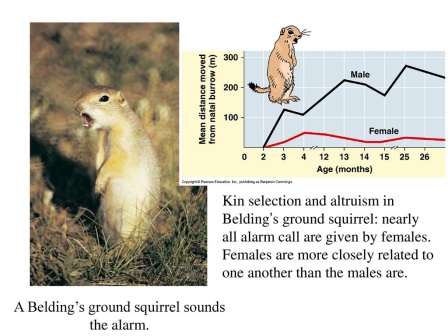 Mean distance moved
from natal burrow (m)
300
200
100
Male
Female
0 2 3 4 12 13 14 15 25 26
Age (months)
Copyright © Pearson Education, Inc., publishing as Benjamin Cummings.
Kin selection and altruism in
Belding’s ground squirrel: nearly
all alarm call are given by females.
Females are more closely related to
one another than the males are.
A Belding’s ground squirrel sounds
the alarm.